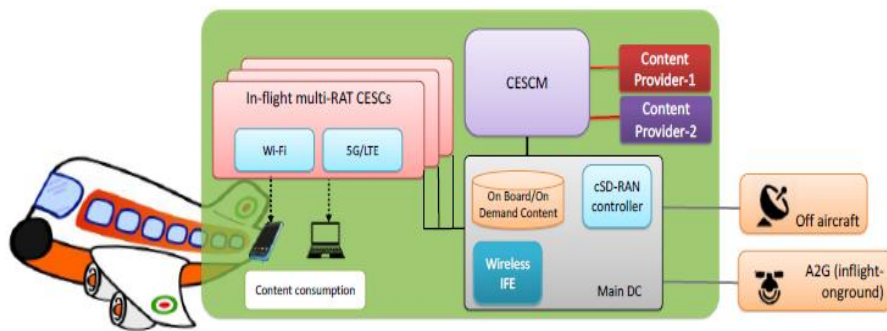 In-flight multi-RAT CESCs
Wi-Fi
5G/LTE
Content consumption
CESCM
Content
Provider-1
Content
Provider-2
On Board/On
Demand Content
cSD-RAN
controller
Wireless
IFE
Main DC
Off aircraft
A2G (inflight-
onground)